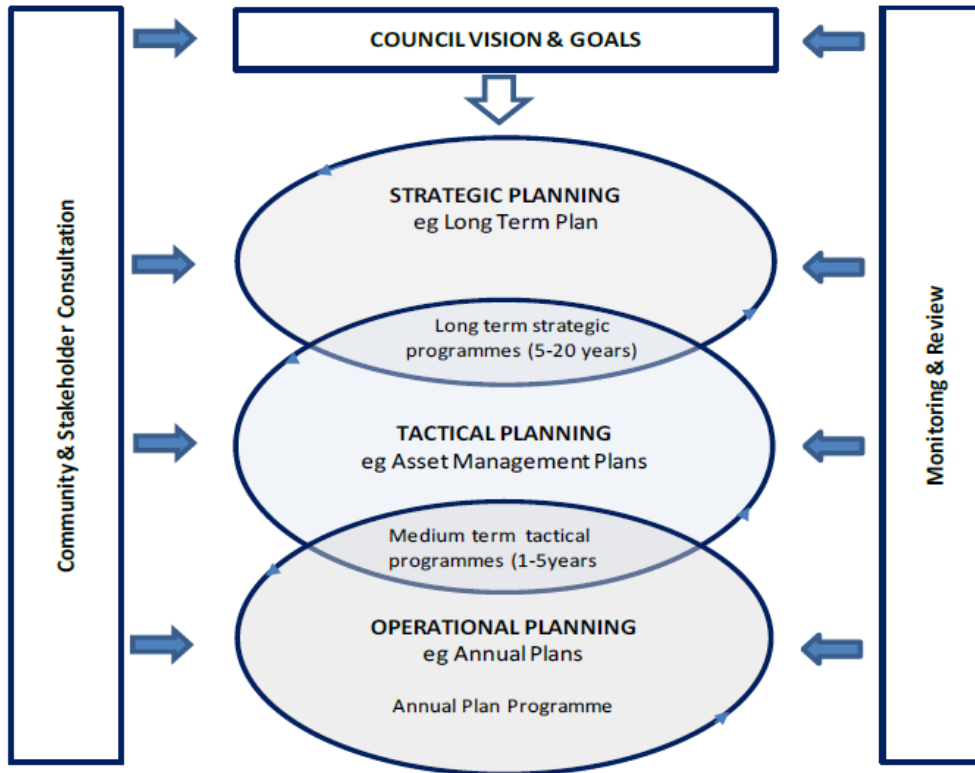 COUNCIL VISION & GOALS
Community & Stakeholder Consultation
STRATEGIC PLANNING
eg Long Term Plan
Long term strategic
programmes (5-20 years)
TACTICAL PLANNING
eg Asset Management Plans
Medium term tactical
programmes (1-5years
OPERATIONAL PLANNING
eg Annual Plans
Annual Plan Programme
Monitoring & Review